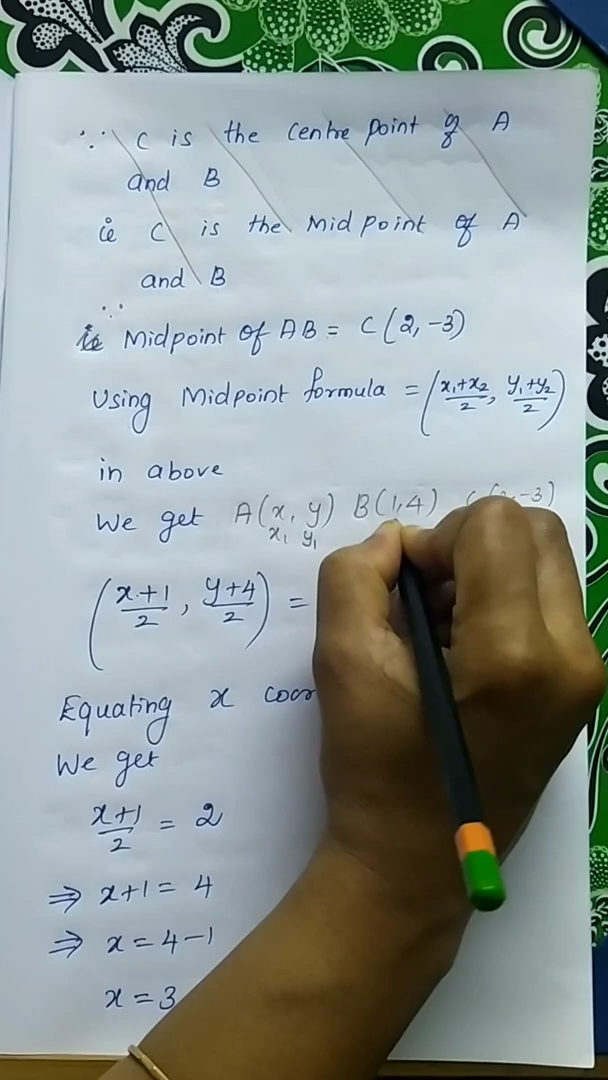 ∵ C is the centre point of A
and B
ie C is the Midpoint of A
and B
∴ Midpoint of AB = C(2, -3)
Using Midpoint formula = (x₁+x₂/2, y₁+y₂/2)
in above
We get A(x, y) B(1,4) -3)
x₁ y₁
(x+1/2, y+4/2) =
Equating x
We get
x+1/2 = 2
⇒ x+1 = 4
⇒ x = 4-1
x = 3